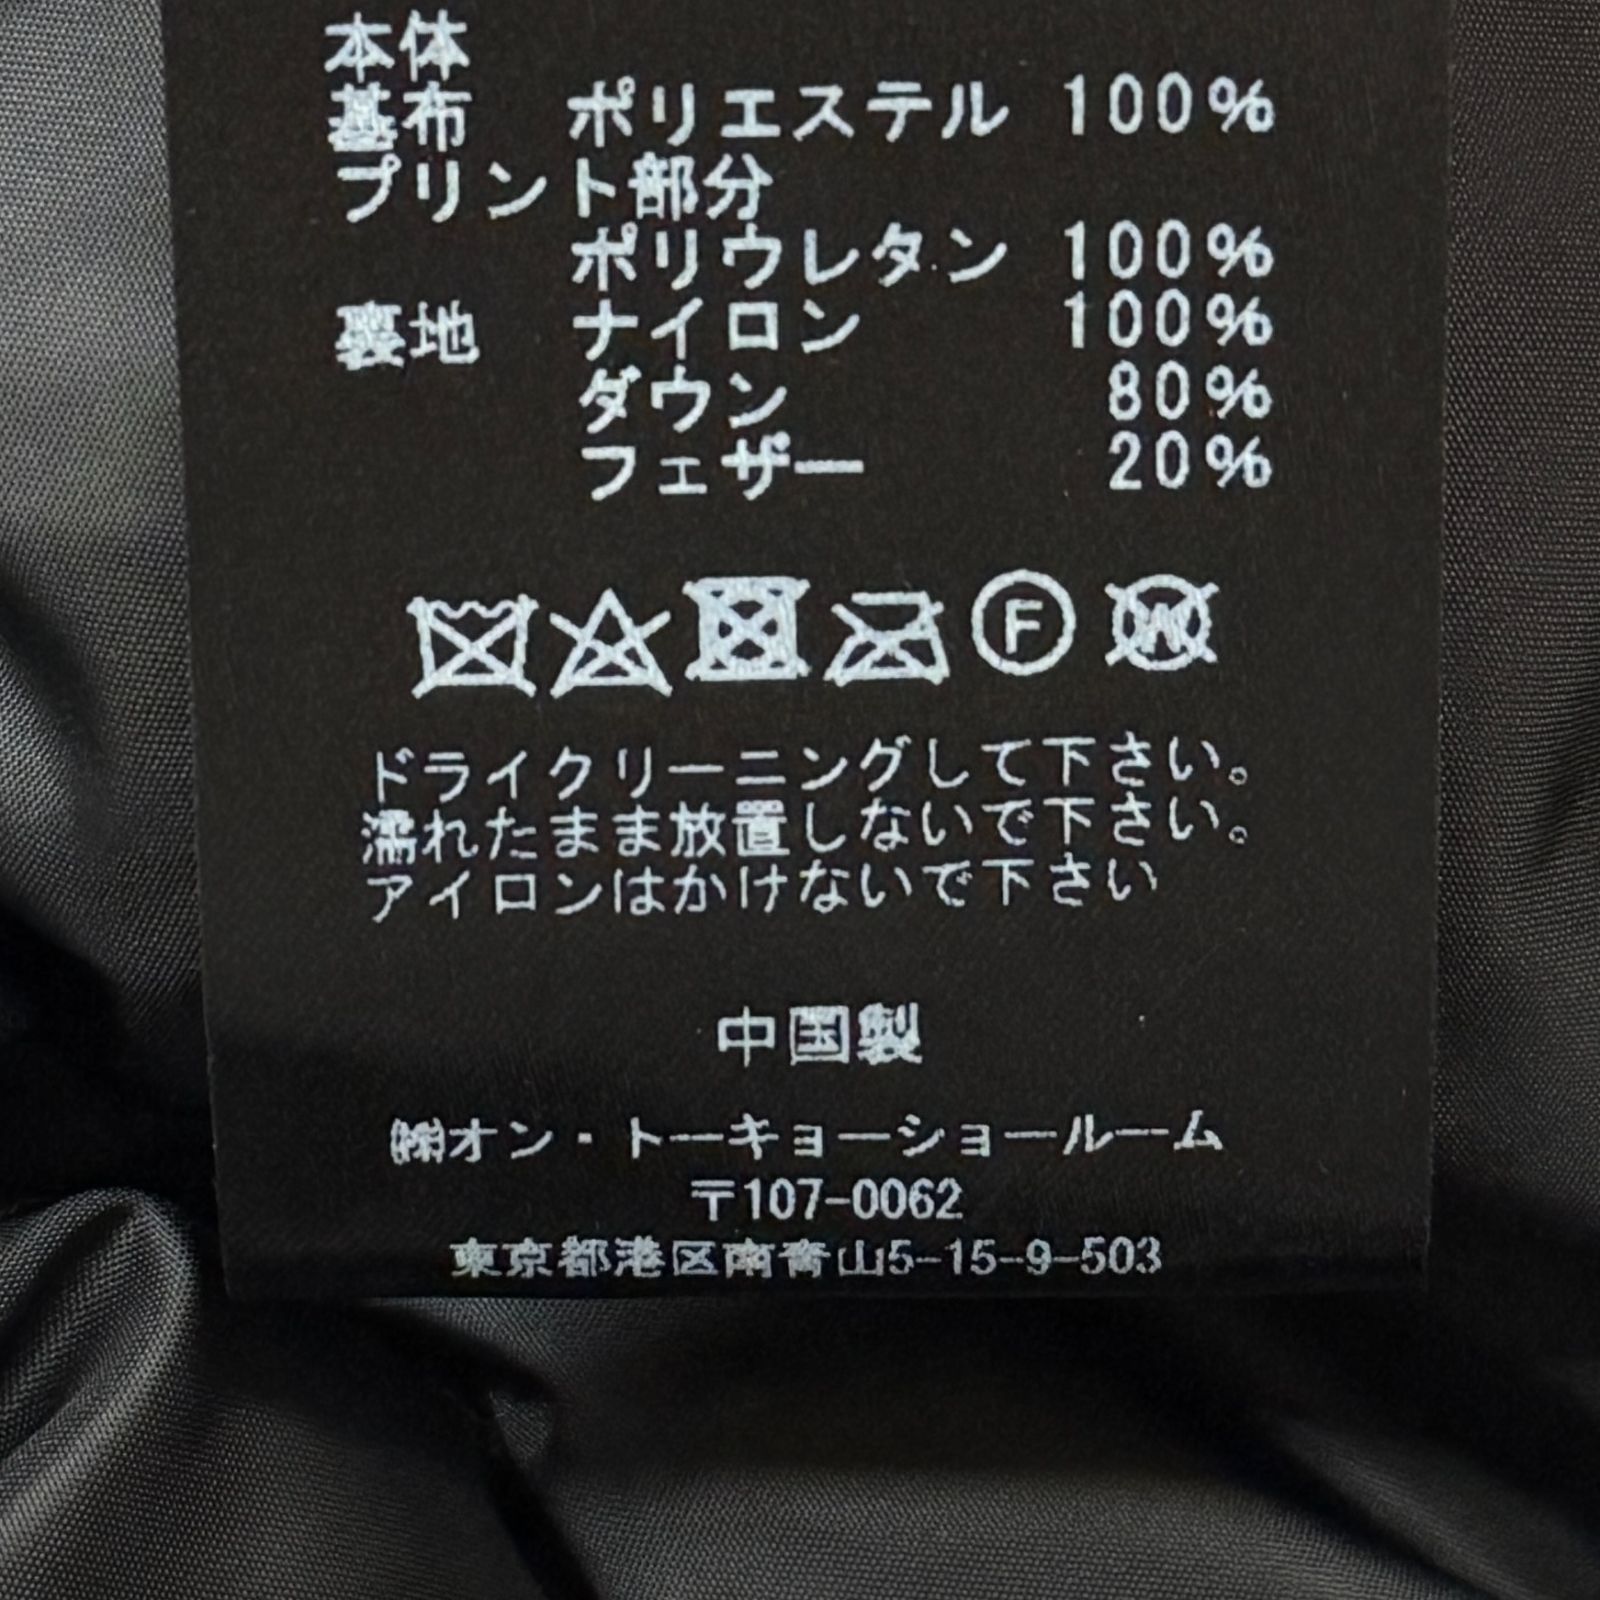 本体
基布 ポリエステル 100%
プリント部分
ポリウレタン 100%
裏地 ナイロン 100%
ダウン 80%
フェザー 20%
F W
ドライクリーニングして下さい。
濡れたまま放置しないで下さい。
アイロンはかけないで下さい
中国製
㈱オン・トーキョーショールーム
〒107-0062
東京都港区南青山5-15-9-503